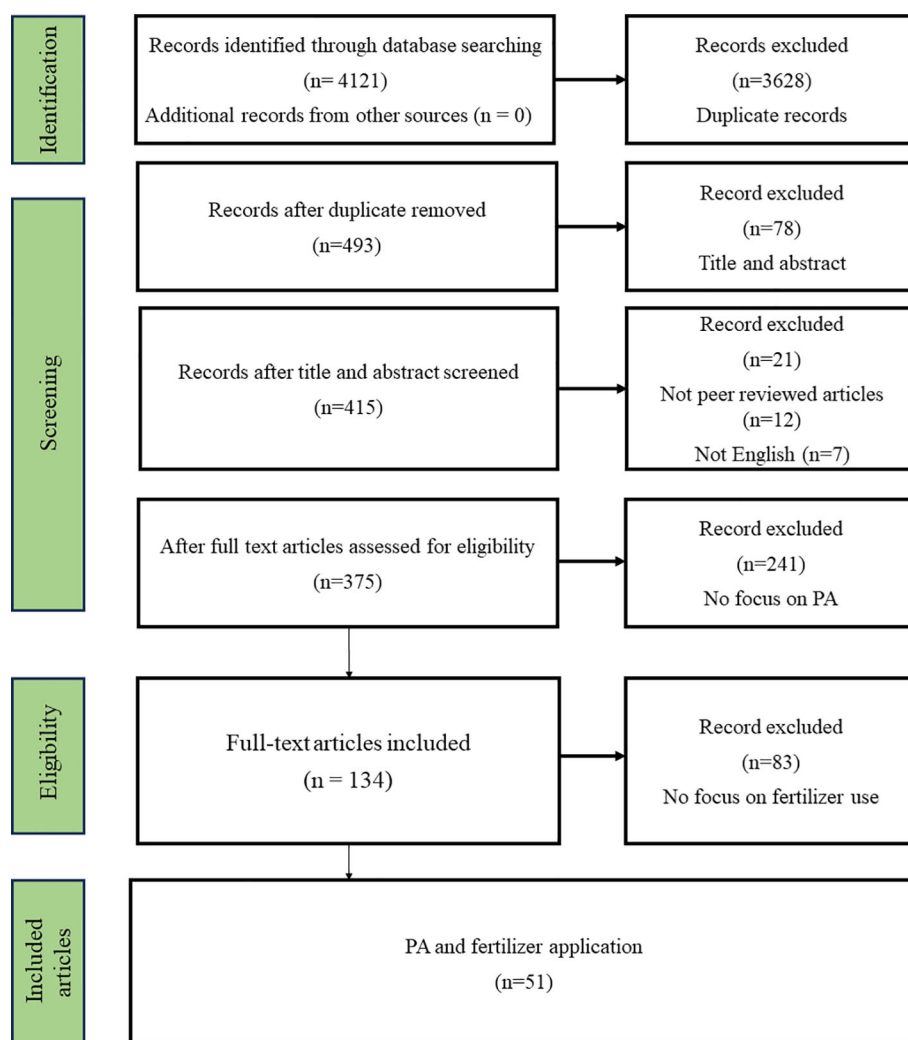 Identification
Records identified through database searching
(n= 4121)
Additional records from other sources (n = 0)
Records excluded
(n=3628)
Duplicate records
Screening
Records after duplicate removed
(n=493)
Record excluded
(n=78)
Title and abstract
Records after title and abstract screened
(n=415)
Record excluded
(n=21)
Not peer reviewed articles
(n=12)
Not English (n=7)
After full text articles assessed for eligibility
(n=375)
Record excluded
(n=241)
No focus on PA
Eligibility
Full-text articles included
(n = 134)
Record excluded
(n=83)
No focus on fertilizer use
Included
articles
PA and fertilizer application
(n=51)